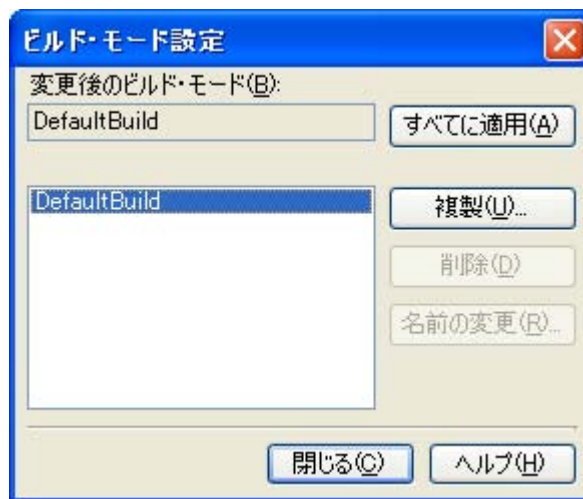 ビルド・モード設定
変更後のビルド・モード(B):
DefaultBuild
すべてに適用(A)
DefaultBuild
複製(U)...
削除(D)
名前の変更(R)...
閉じる(C)
ヘルプ(H)